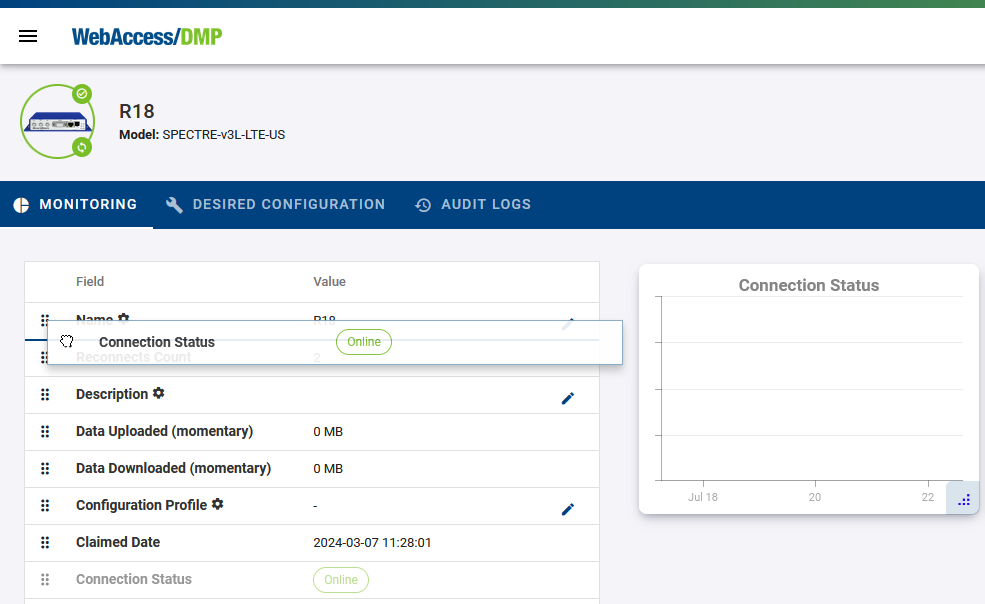 WebAccess/DMP
R18
Model: SPECTRE-v3L-LTE-US
MONITORING
DESIRED CONFIGURATION
AUDIT LOGS
Field Value
Name R18
Connection Status Online
Reconnects Count 2
Description
Data Uploaded (momentary) 0 MB
Data Downloaded (momentary) 0 MB
Configuration Profile -
Claimed Date 2024-03-07 11:28:01
Connection Status Online
Connection Status
Jul 18 20 22